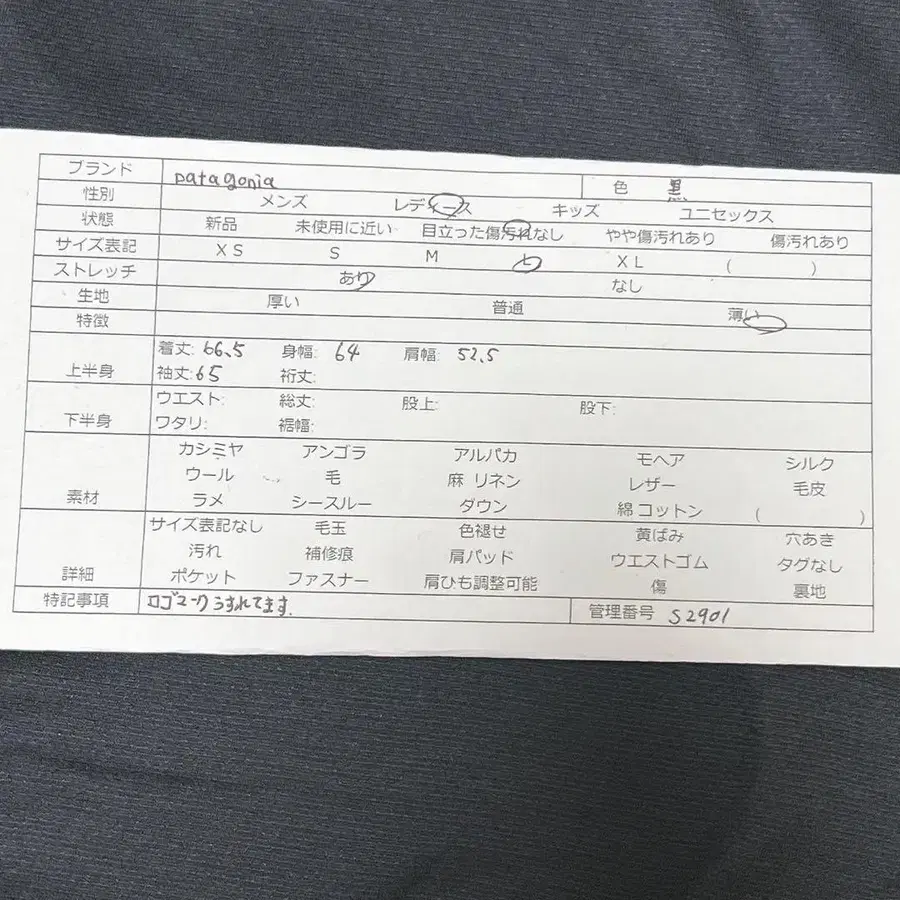 ブランド patagonia 色 黒
性別 メンズ レディース キッズ ユニセックス
状態 新品 未使用に近い 目立った傷汚れなし やや傷汚れあり 傷汚れあり
サイズ表記 XS S M L XL ( )
ストレッチ あり なし
生地 厚い 普通 薄い
特徴
上半身 着丈: 66.5 身幅: 64 肩幅: 52.5
袖丈: 65 裄丈:
下半身 ウエスト: 総丈: 股上: 股下:
ワタリ: 裾幅:
素材 カシミヤ アンゴラ アルパカ モヘア シルク
ウール 毛 麻 リネン レザー 毛皮
ラメ シースルー ダウン 綿 コットン ( )
詳細 サイズ表記なし 毛玉 色褪せ 黄ばみ 穴あき
汚れ 補修痕 肩パッド ウエストゴム タグなし
ポケット ファスナー 肩ひも調整可能 傷 裏地
特記事項 ロゴマークうすれてます. 管理番号 S2901